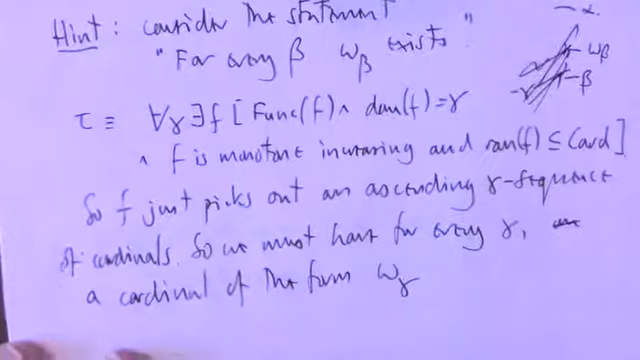 Hint: consider the statement
"For every β ω_β exists."
τ ≡ ∀γ∃f [Func(f) ∧ dom(f)=γ
∧ f is monotone increasing and ran(f) ⊆ Card]
So f just picks out an ascending γ-sequence
of cardinals. So we must have for every γ,
a cardinal of the form ω_γ
α
ω_β
β